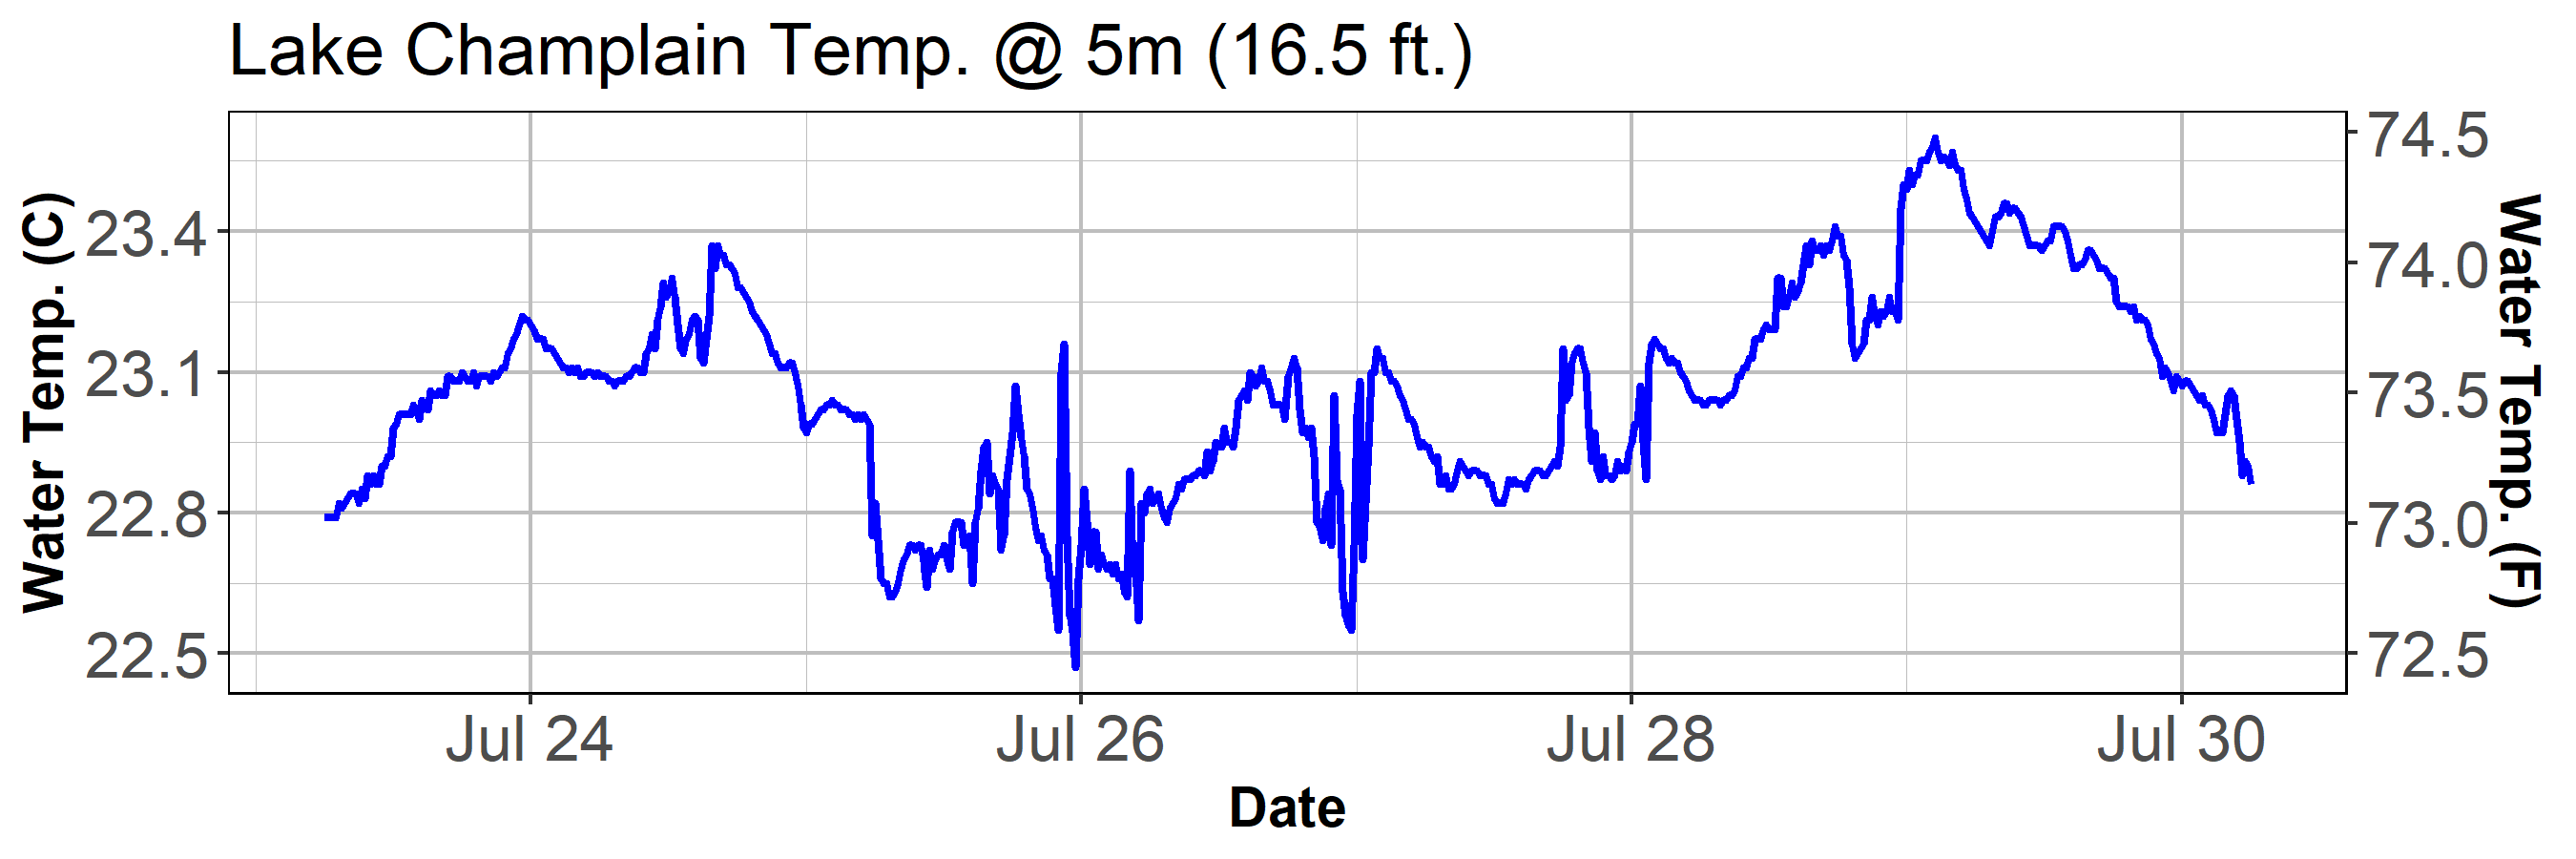 Lake Champlain Temp. @ 5m (16.5 ft.)
Water Temp. (C)
23.4
23.1
22.8
22.5
74.5
74.0
73.5
73.0
72.5
Water Temp. (F)
Jul 24 Jul 26 Jul 28 Jul 30
Date